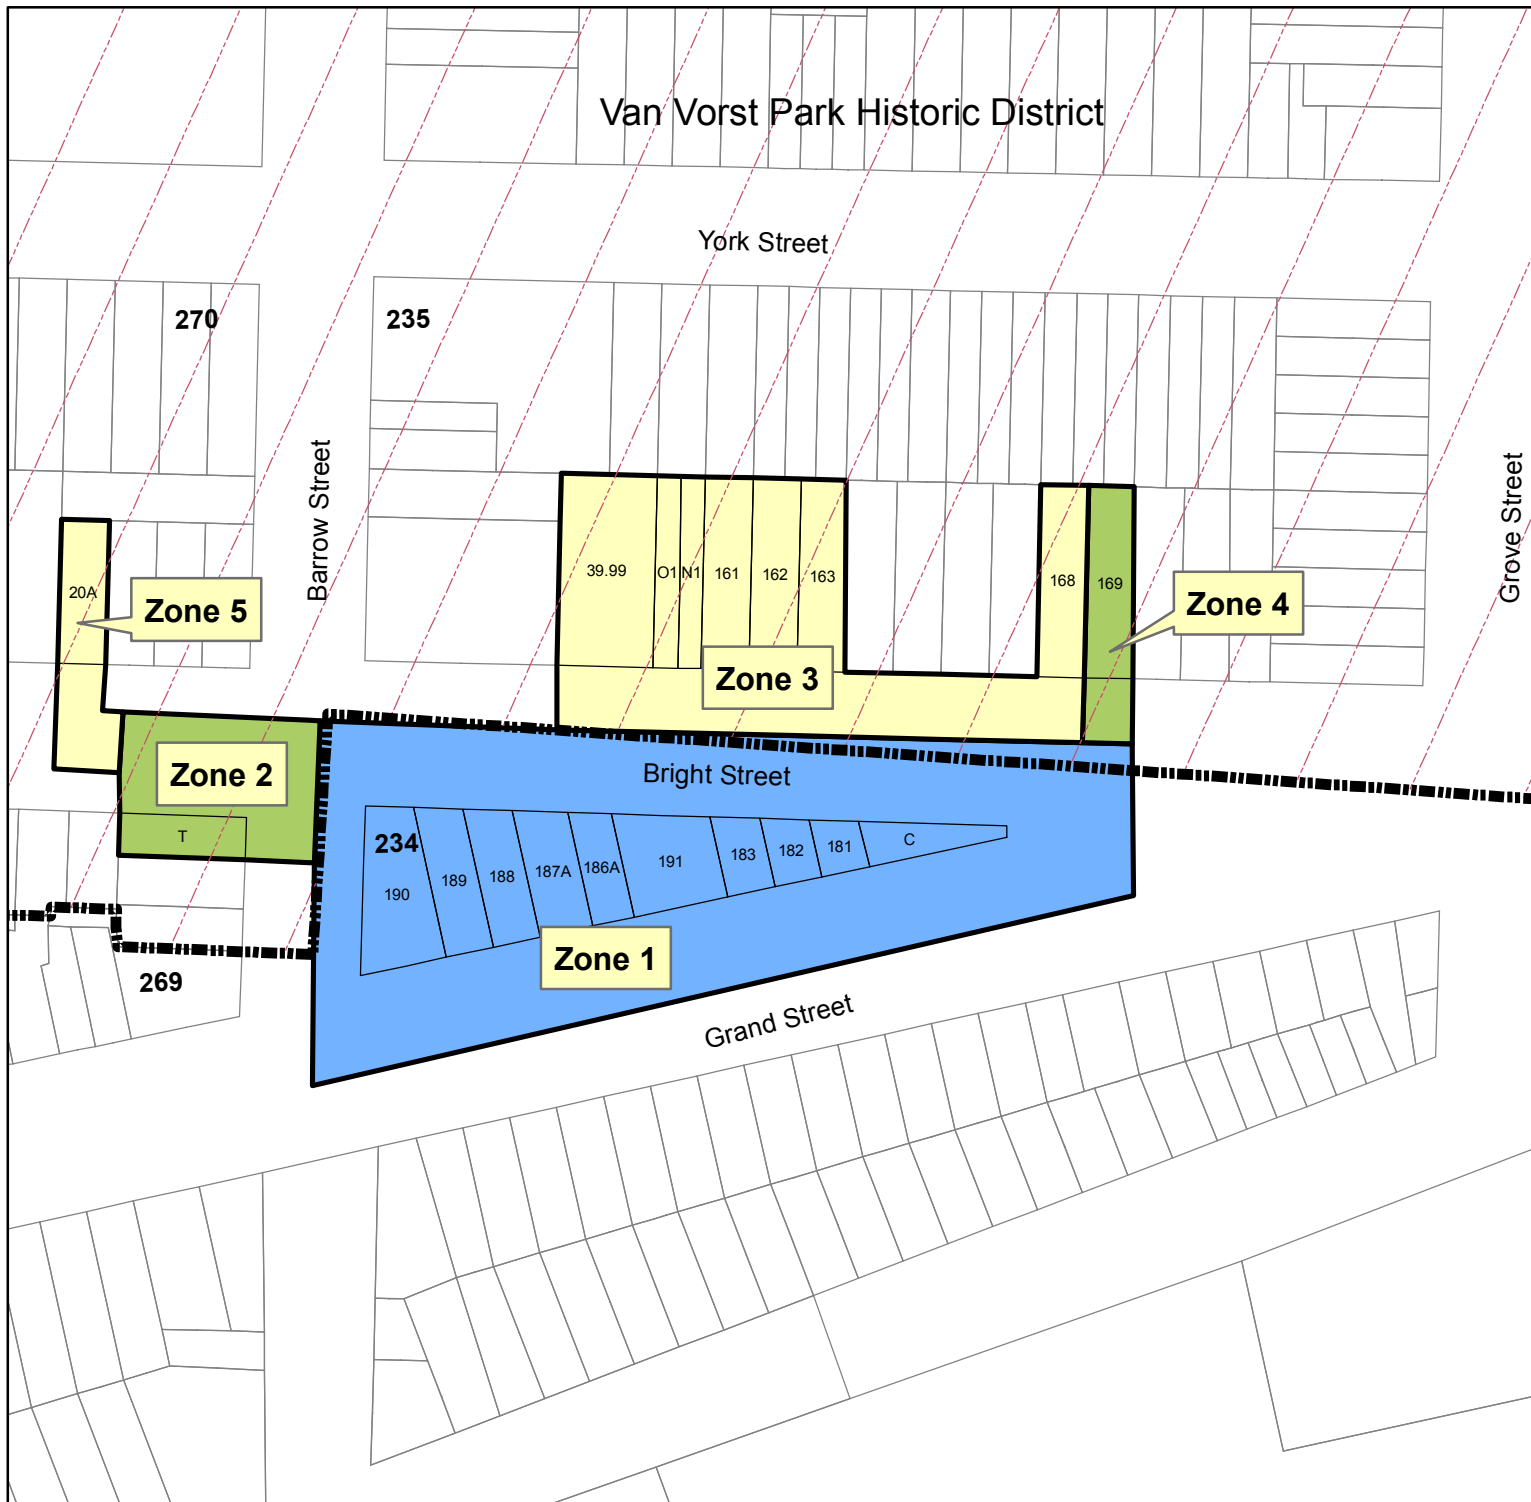 Van Vorst Park Historic District
York Street
270
235
Barrow Street
Grove Street
39.99
O1
N1
161
162
163
168
169
20A
Zone 5
Zone 4
Zone 3
Zone 2
T
Bright Street
234
190
189
188
187A
186A
191
183
182
181
C
Zone 1
269
Grand Street